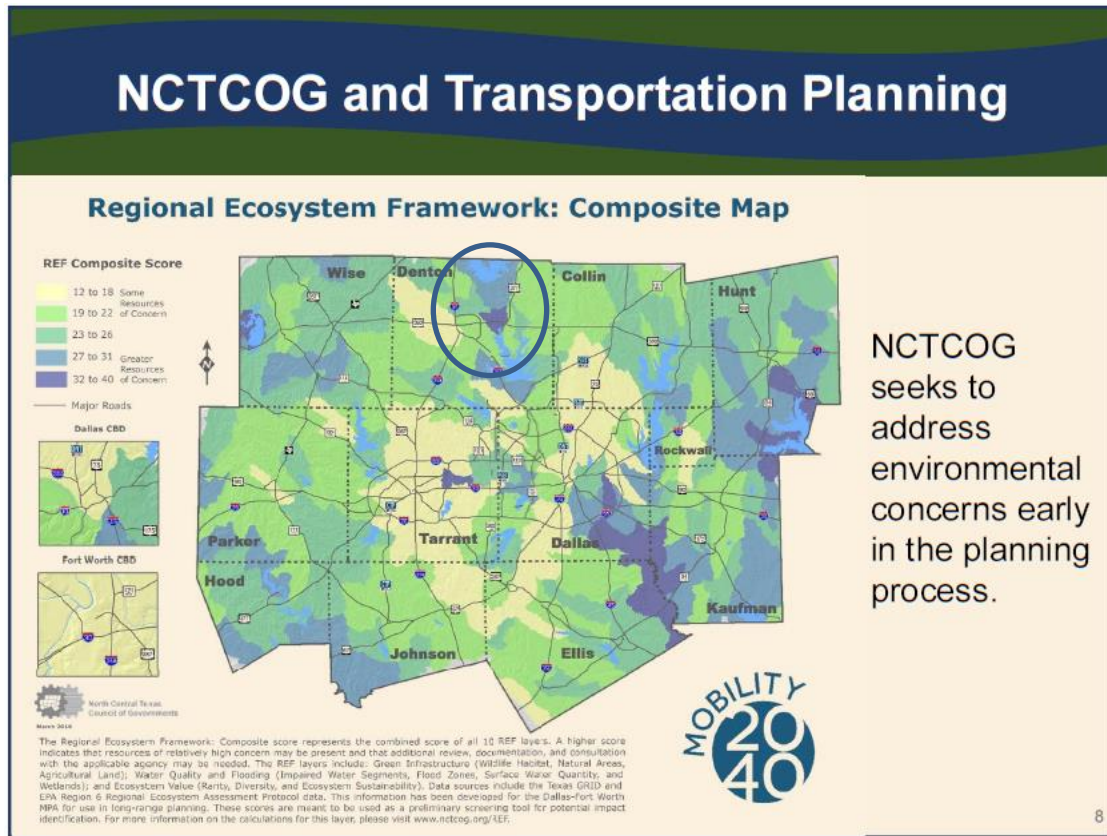 NCTCOG and Transportation Planning
Regional Ecosystem Framework: Composite Map
REF Composite Score
12 to 18 Some
Resources
19 to 22 of Concern
23 to 26
27 to 31 Greater
Resources
32 to 40 of Concern
Major Roads
N
Dallas CBD
Fort Worth CBD
Wise
Denton
Collin
Hunt
Rockwall
Parker
Tarrant
Dallas
Hood
Kaufman
Johnson
Ellis
NCTCOG
seeks to
address
environmental
concerns early
in the planning
process.
MOBILITY
20
40
North Central Texas
Council of Governments
The Regional Ecosystem Framework: Composite score represents the combined score of all 10 REF layers. A higher score
indicates that resources of relatively high concern may be present and that additional review, documentation, and consultation
with the applicable agency may be needed. The REF layers include: Green Infrastructure (Wildlife Habitat, Natural Areas,
Agricultural Land); Water Quality and Flooding (Impaired Water Segments, Flood Zones, Surface Water Quantity, and
Wetlands); and Ecosystem Value (Rarity, Diversity, and Ecosystem Sustainability). Data sources include the Texas GRID and
EPA Region 6 Regional Ecosystem Assessment Protocol data. This information has been developed for the Dallas-Fort Worth
MPA for use in long-range planning. These scores are meant to be used as a preliminary screening tool for potential impact
identification. For more information on the calculations for this layer, please visit www.nctcog.org/REF.
8